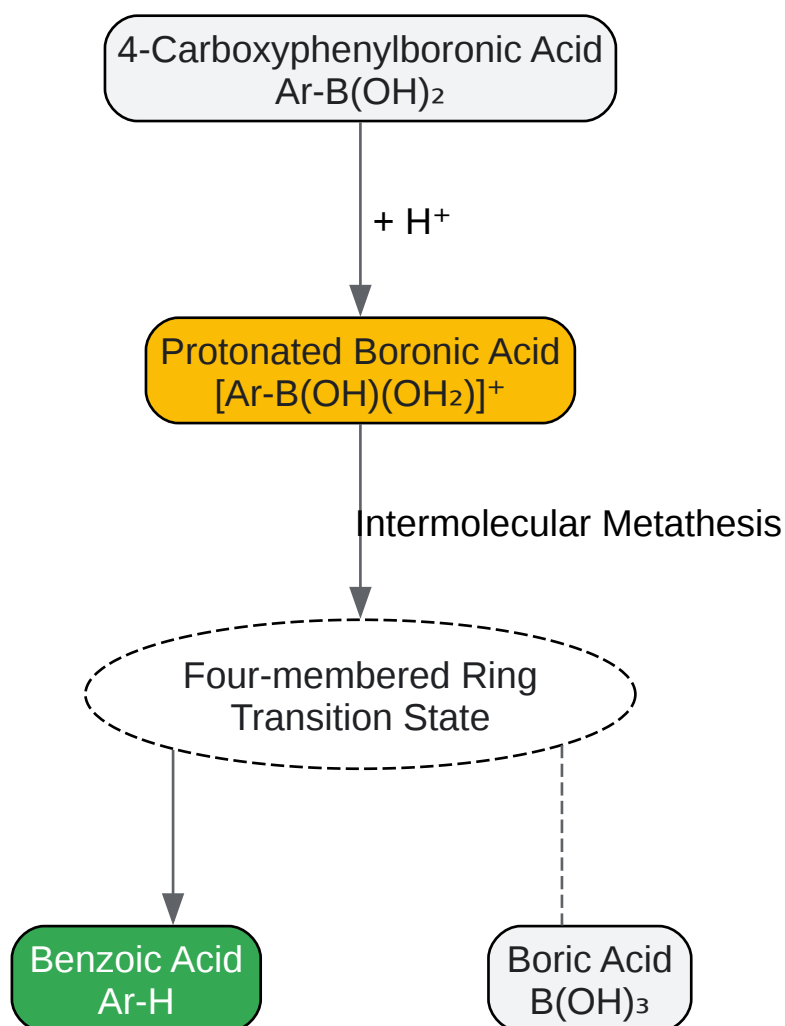 4-Carboxyphenylboronic Acid
Ar-B(OH)₂
+ H⁺
Protonated Boronic Acid
[Ar-B(OH)(OH₂)]⁺
Intermolecular Metathesis
Four-membered Ring
Transition State
Benzoic Acid
Ar-H
Boric Acid
B(OH)₃